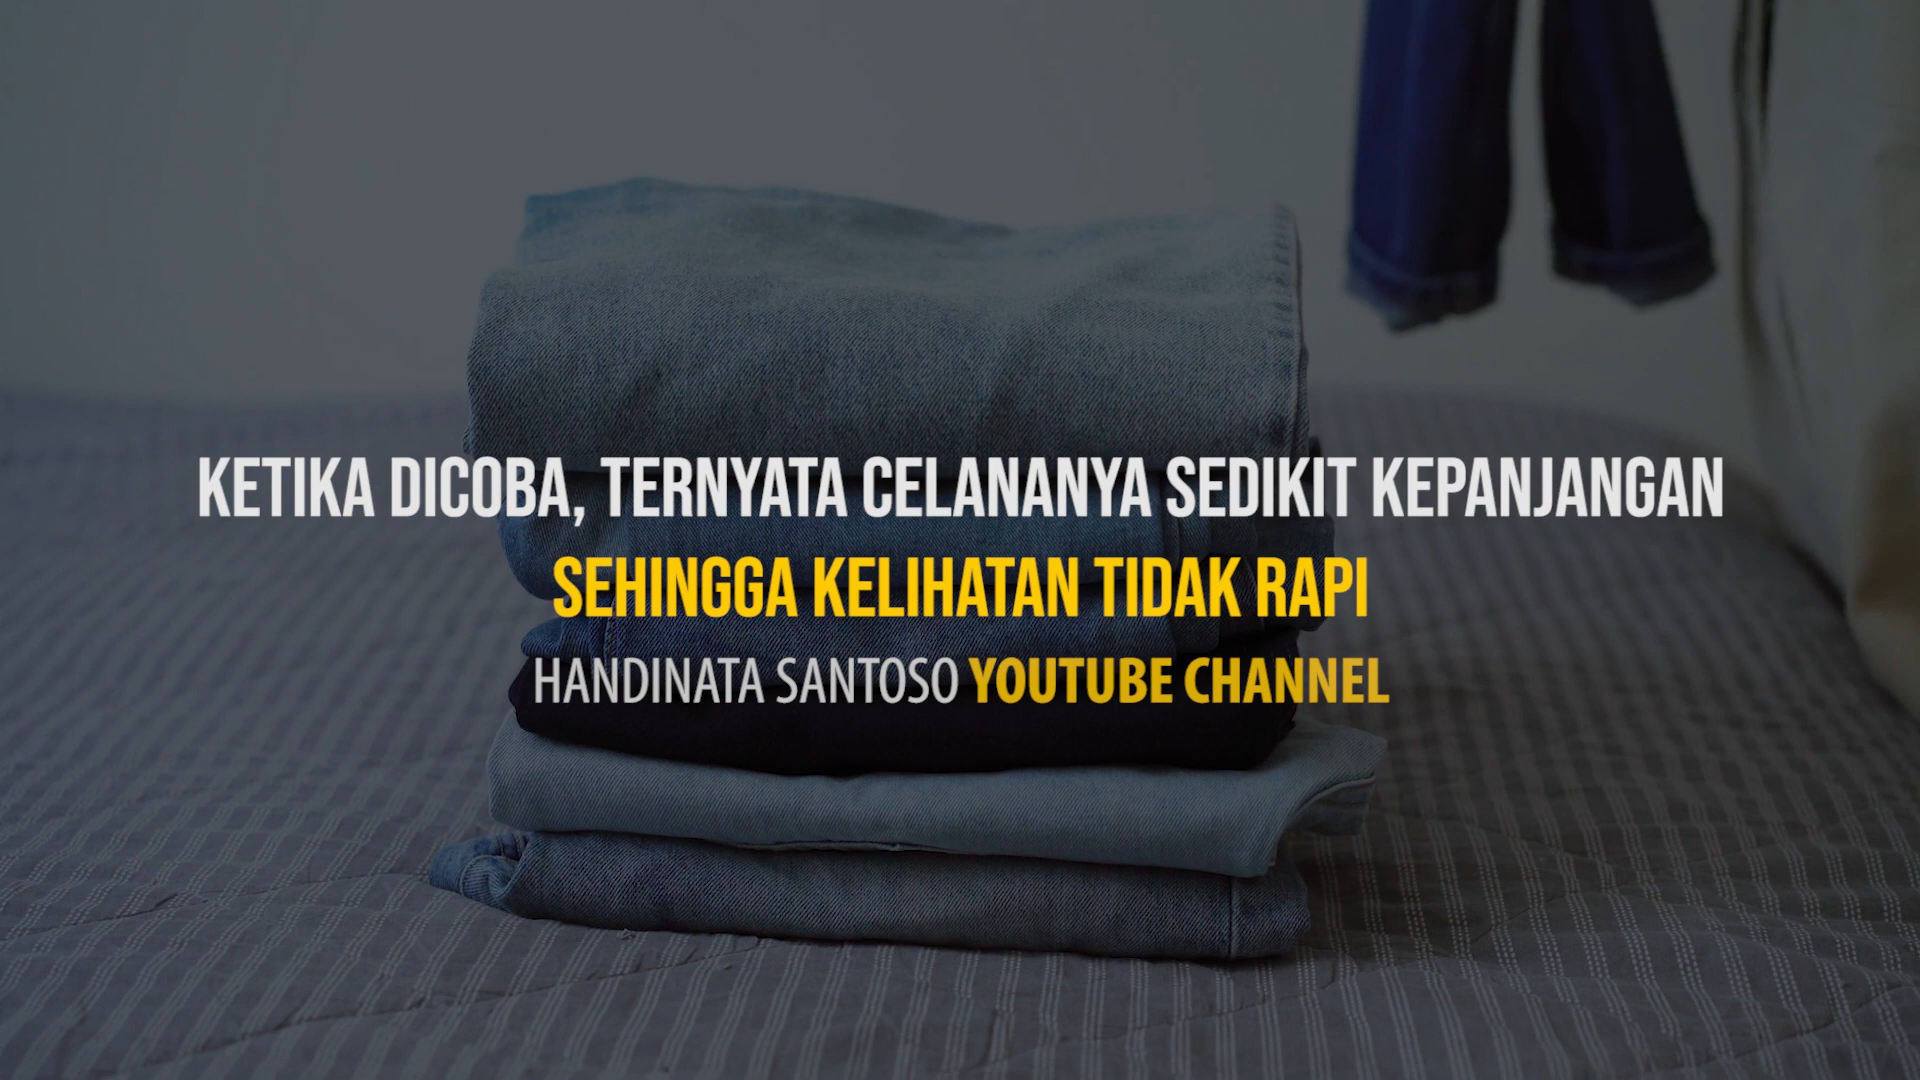 KETIKA DICOBA, TERNYATA CELANANYA SEDIKIT KEPANJANGAN
SEHINGGA KELIHATAN TIDAK RAPI
HANDINATA SANTOSO YOUTUBE CHANNEL